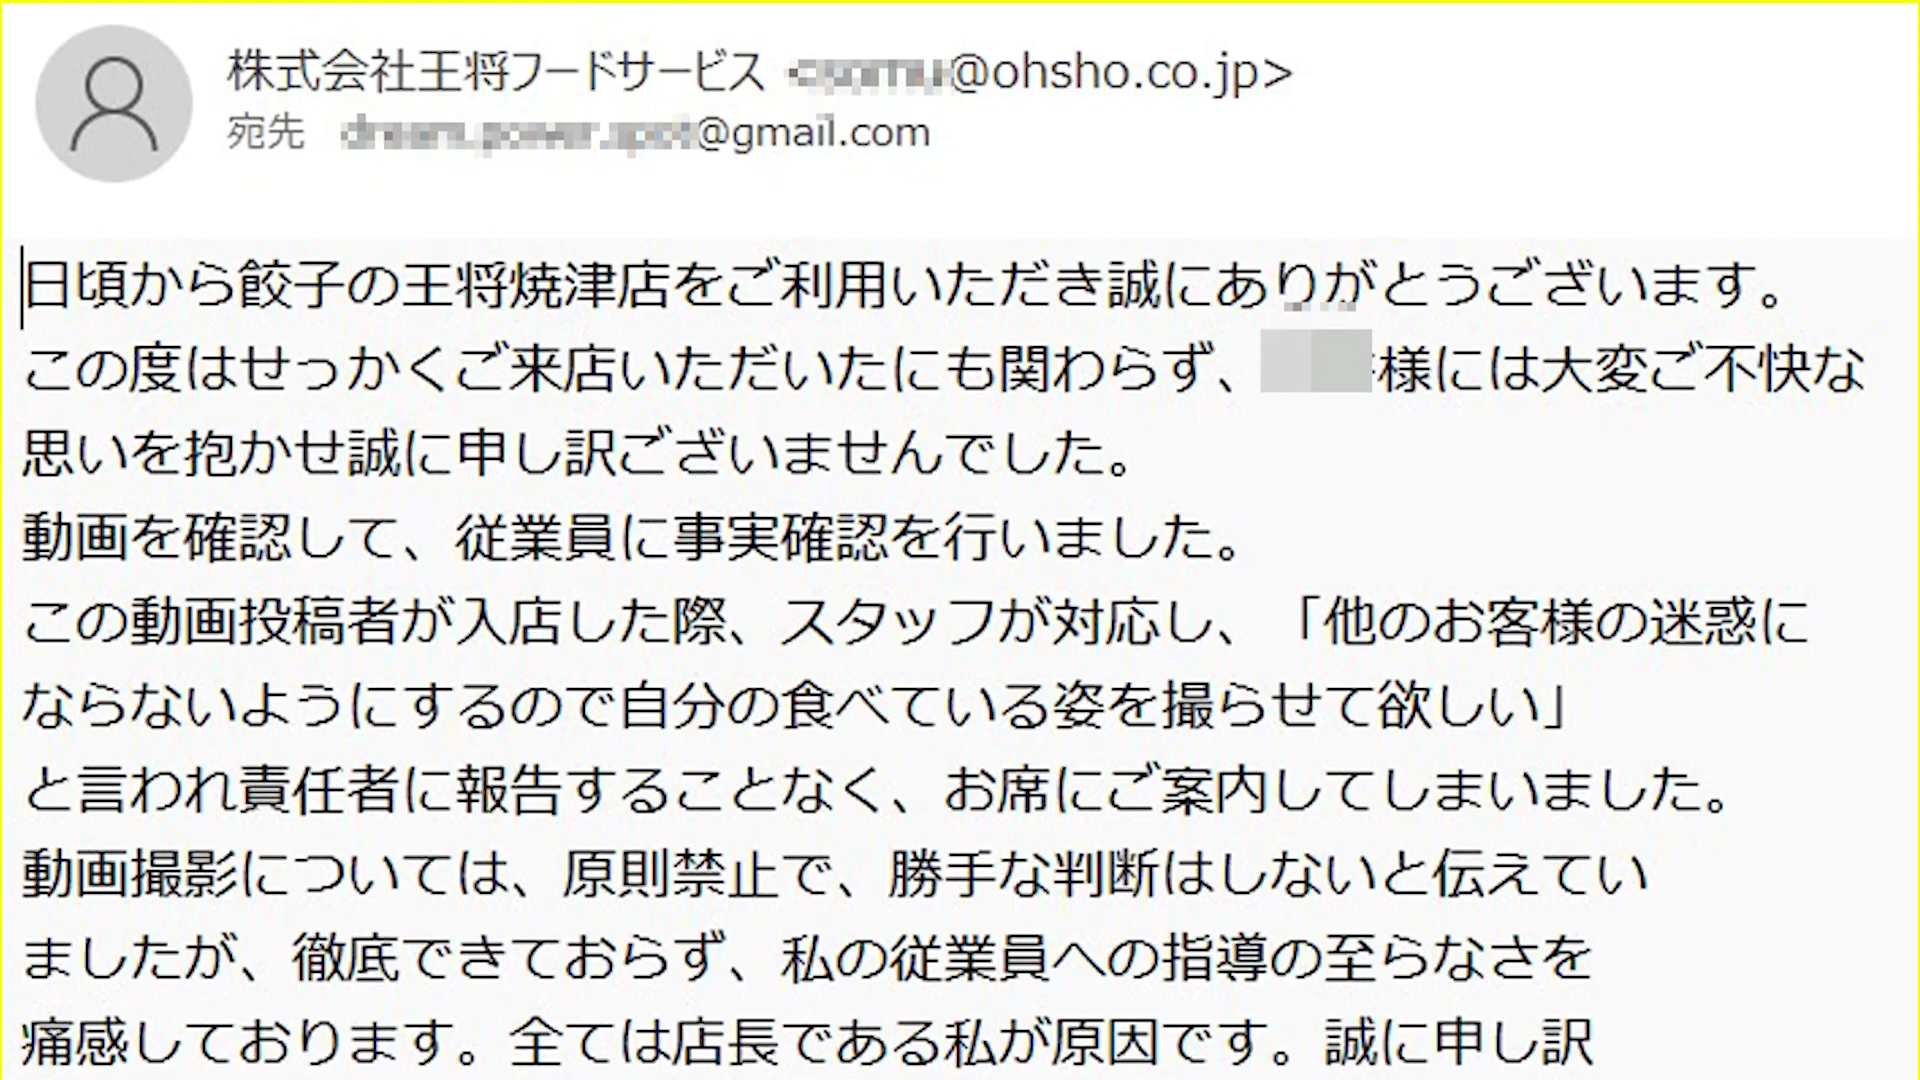 株式会社王将フードサービス @ohsho.co.jp>
宛先 @gmail.com
日頃から餃子の王将焼津店をご利用いただき誠にありがとうございます。
この度はせっかくご来店いただいたにも関わらず、様には大変ご不快な
思いを抱かせ誠に申し訳ございませんでした。
動画を確認して、従業員に事実確認を行いました。
この動画投稿者が入店した際、スタッフが対応し、「他のお客様の迷惑に
ならないようにするので自分の食べている姿を撮らせて欲しい」
と言われ責任者に報告することなく、お席にご案内してしまいました。
動画撮影については、原則禁止で、勝手な判断はしないと伝えてい
ましたが、徹底できておらず、私の従業員への指導の至らなさを
痛感しております。全ては店長である私が原因です。誠に申し訳